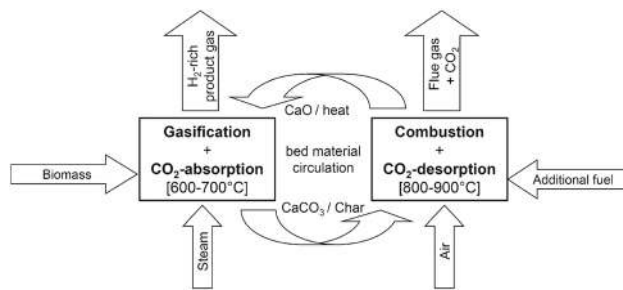 H₂-rich
product gas
Flue gas
+ CO₂
CaO / heat
Gasification
+
CO₂-absorption
[600-700°C]
bed material
circulation
Combustion
+
CO₂-desorption
[800-900°C]
Biomass
Additional fuel
CaCO₃ / Char
Steam
Air